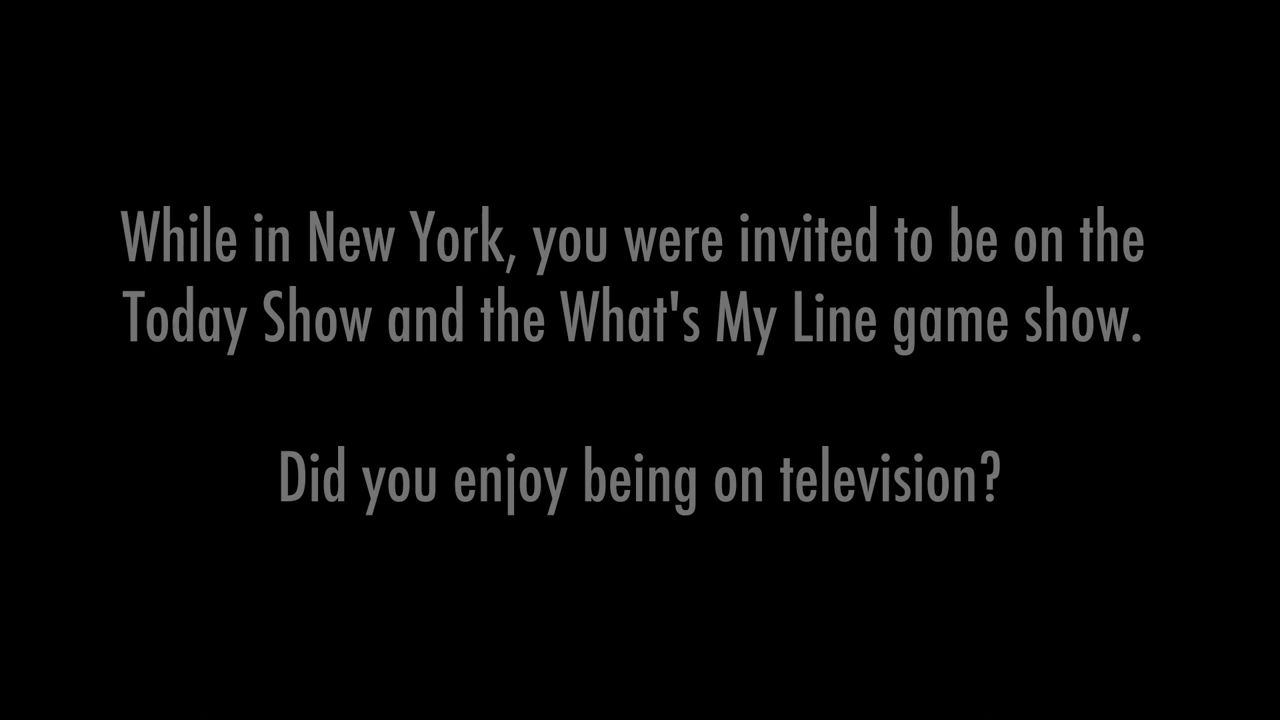 While in New York, you were invited to be on the
Today Show and the What's My Line game show.
Did you enjoy being on television?